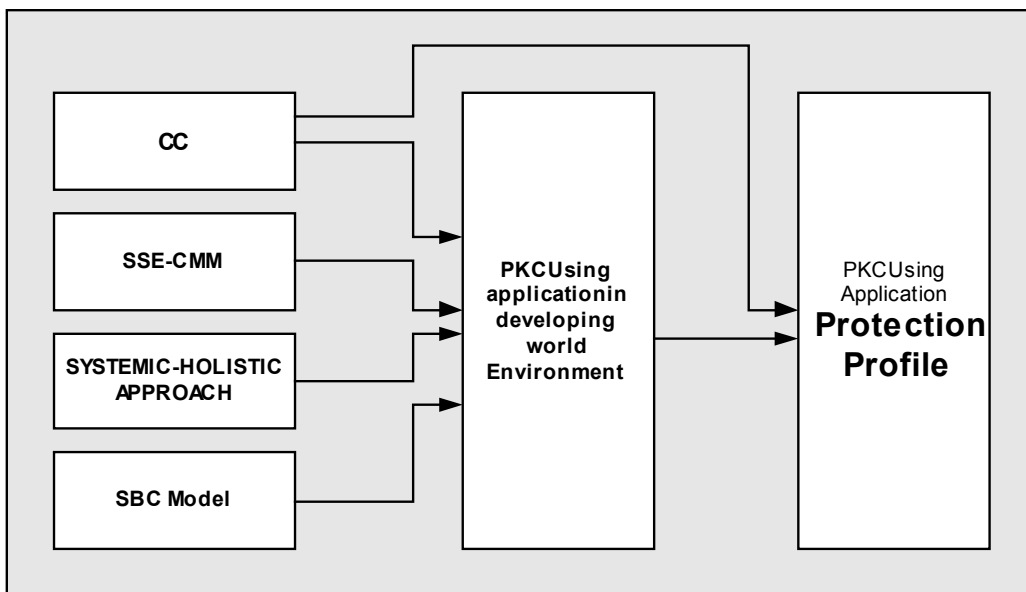 CC
SSE-CMM
SYSTEMIC-HOLISTIC
APPROACH
SBC Model
PKCUsing
applicationin
developing
world
Environment
PKCUsing
Application
Protection
Profile